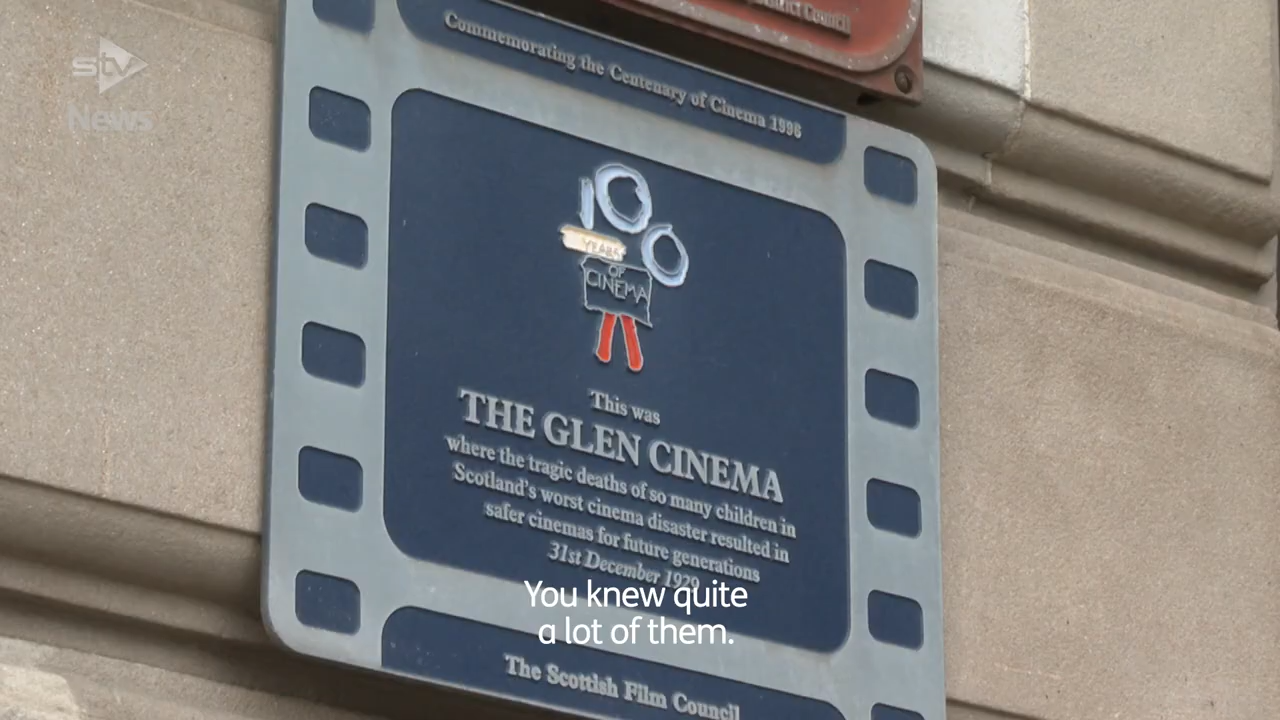 District Council
stv
News
Commemorating the Centenary of Cinema 1996
100
YEARS
OF
CINEMA
This was
THE GLEN CINEMA
where the tragic deaths of so many children in
Scotland's worst cinema disaster resulted in
safer cinemas for future generations
31st December 1929
You knew quite
a lot of them.
The Scottish Film Council